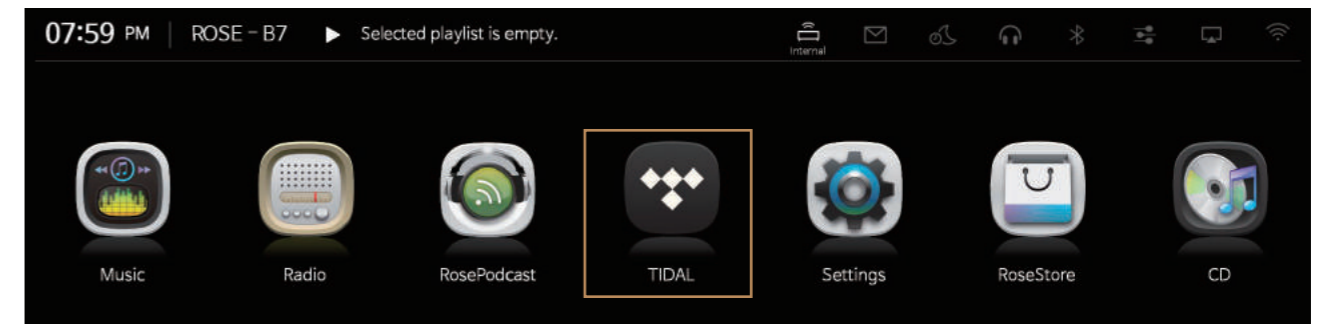 07:59 PM ROSE - B7 Selected playlist is empty.
Internal
Music Radio RosePodcast TIDAL Settings RoseStore CD